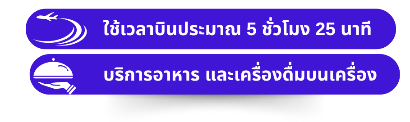 ใช้เวลาบินประมาณ 5 ชั่วโมง 25 นาที
บริการอาหาร และเครื่องดื่มบนเครื่อง